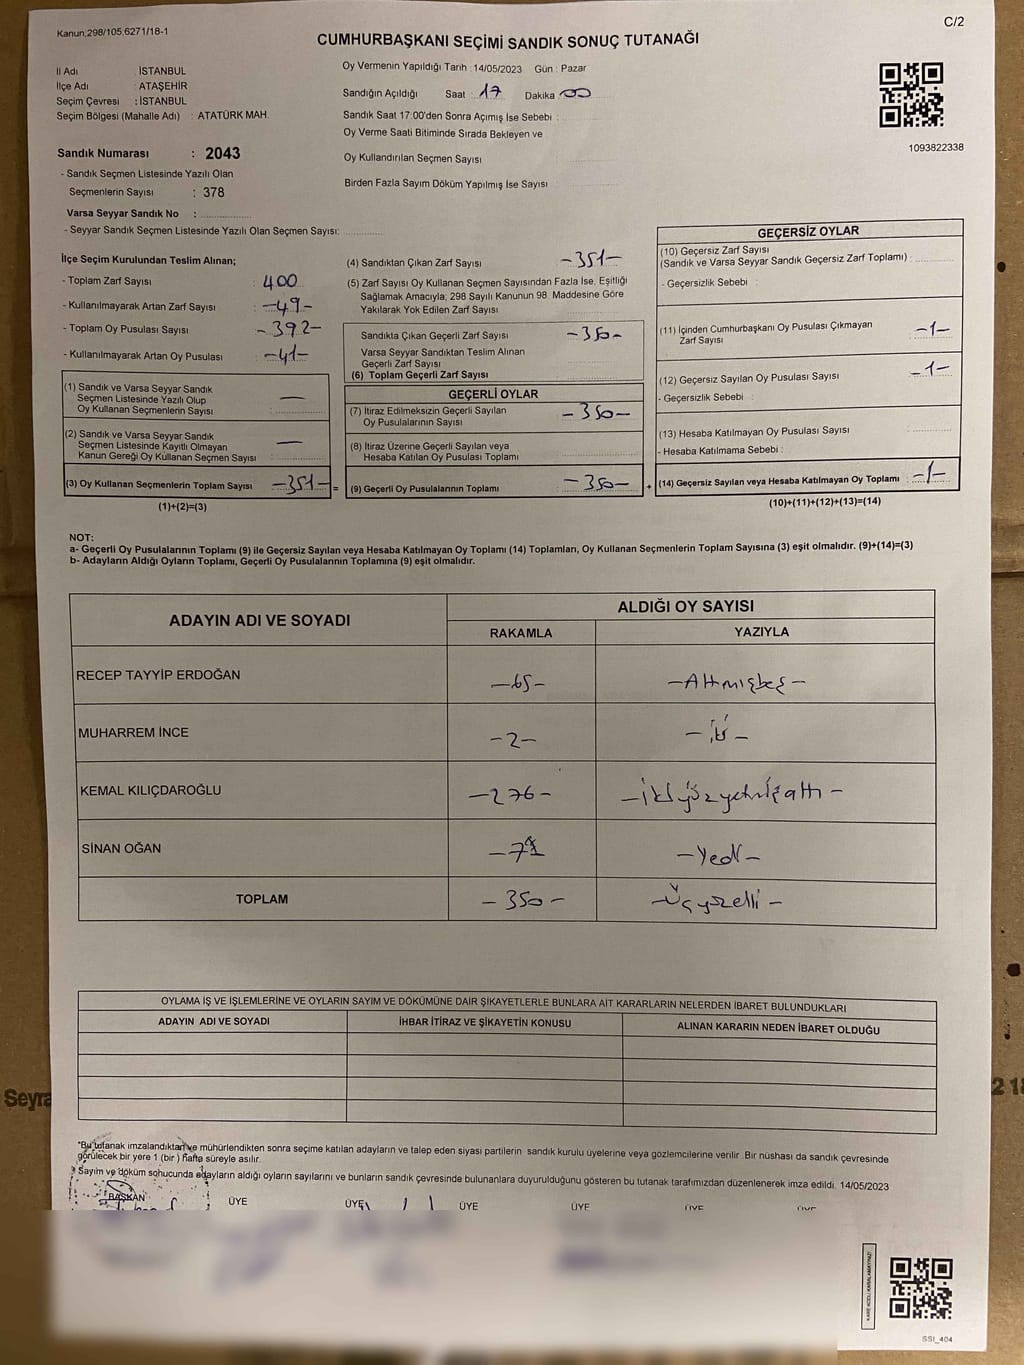 Kanun;298/105,6271/18-1
C/2
CUMHURBAŞKANI SEÇİMİ SANDIK SONUÇ TUTANAĞI
İl Adı İSTANBUL
İlçe Adı : ATAŞEHİR
Seçim Çevresi : İSTANBUL
Seçim Bölgesi (Mahalle Adı) : ATATÜRK MAH.
Sandık Numarası : 2043
- Sandık Seçmen Listesinde Yazılı Olan
Seçmenlerin Sayısı : 378
Varsa Seyyar Sandık No :
- Seyyar Sandık Seçmen Listesinde Yazılı Olan Seçmen Sayısı:
Oy Vermenin Yapıldığı Tarih : 14/05/2023 Gün : Pazar
Sandığın Açıldığı Saat : 17 Dakika 00
Sandık Saat 17:00'den Sonra Açımış İse Sebebi :
Oy Verme Saati Bitiminde Sırada Bekleyen ve
Oy Kullandırılan Seçmen Sayısı
Birden Fazla Sayım Döküm Yapılmış İse Sayısı
1093822338
İlçe Seçim Kurulundan Teslim Alınan;
- Toplam Zarf Sayısı : 400
- Kullanılmayarak Artan Zarf Sayısı : -49-
- Toplam Oy Pusulası Sayısı : -392-
- Kullanılmayarak Artan Oy Pusulası : -41-
(1) Sandık ve Varsa Seyyar Sandık
Seçmen Listesinde Yazılı Olup
Oy Kullanan Seçmenlerin Sayısı : —
(2) Sandık ve Varsa Seyyar Sandık
Seçmen Listesinde Kayıtlı Olmayan
Kanun Gereği Oy Kullanan Seçmen Sayısı : —
(3) Oy Kullanan Seçmenlerin Toplam Sayısı -351- =
(1)+(2)=(3)
(4) Sandıktan Çıkan Zarf Sayısı -351-
(5) Zarf Sayısı Oy Kullanan Seçmen Sayısından Fazla İse, Eşitliği
Sağlamak Amacıyla, 298 Sayılı Kanunun 98. Maddesine Göre
Yakılarak Yok Edilen Zarf Sayısı
Sandıkta Çıkan Geçerli Zarf Sayısı -350-
Varsa Seyyar Sandıktan Teslim Alınan
Geçerli Zarf Sayısı
(6) Toplam Geçerli Zarf Sayısı
GEÇERLİ OYLAR
(7) İtiraz Edilmeksizin Geçerli Sayılan
Oy Pusulalarının Sayısı -350-
(8) İtiraz Üzerine Geçerli Sayılan veya
Hesaba Katılan Oy Pusulası Toplamı
(9) Geçerli Oy Pusulalarının Toplamı -350- +
GEÇERSİZ OYLAR
(10) Geçersiz Zarf Sayısı
(Sandık ve Varsa Seyyar Sandık Geçersiz Zarf Toplamı) :
- Geçersizlik Sebebi :
(11) İçinden Cumhurbaşkanı Oy Pusulası Çıkmayan
Zarf Sayısı -1-
(12) Geçersiz Sayılan Oy Pusulası Sayısı -1-
- Geçersizlik Sebebi :
(13) Hesaba Katılmayan Oy Pusulası Sayısı
- Hesaba Katılmama Sebebi :
(14) Geçersiz Sayılan veya Hesaba Katılmayan Oy Toplamı : -1-
(10)+(11)+(12)+(13)=(14)
NOT:
a- Geçerli Oy Pusulalarının Toplamı (9) ile Geçersiz Sayılan veya Hesaba Katılmayan Oy Toplamı (14) Toplamları, Oy Kullanan Seçmenlerin Toplam Sayısına (3) eşit olmalıdır. (9)+(14)=(3)
b- Adayların Aldığı Oyların Toplamı, Geçerli Oy Pusulalarının Toplamına (9) eşit olmalıdır.
ADAYIN ADI VE SOYADI
ALDIĞI OY SAYISI
RAKAMLA YAZIYLA
RECEP TAYYİP ERDOĞAN -65- -Altmışbeş-
MUHARREM İNCE -2- -iki-
KEMAL KILIÇDAROĞLU -276- -ikiyüzyetmişaltı-
SİNAN OĞAN -7 -Yedi-
TOPLAM -350- -Üçyüzelli-
OYLAMA İŞ VE İŞLEMLERİNE VE OYLARIN SAYIM VE DÖKÜMÜNE DAİR ŞİKAYETLERLE BUNLARA AİT KARARLARIN NELERDEN İBARET BULUNDUKLARI
ADAYIN ADI VE SOYADI İHBAR İTİRAZ VE ŞİKAYETİN KONUSU ALINAN KARARIN NEDEN İBARET OLDUĞU
Seyra
2 18
*Bu tutanak imzalandıktan ve mühürlendikten sonra seçime katılan adayların ve talep eden siyasi partilerin sandık kurulu üyelerine veya gözlemcilerine verilir .Bir nüshası da sandık çevresinde
görülecek bir yere 1 (bir ) hafta süreyle asılır.
* Sayım ve döküm sonucunda adayların aldığı oyların sayılarını ve bunların sandık çevresinde bulunanlara duyurulduğunu gösteren bu tutanak tarafımızdan düzenlenerek imza edildi. 14/05/2023
BAŞKAN ÜYE ÜYE ÜYE ÜYE ÜYE ÜYE
SSI_404